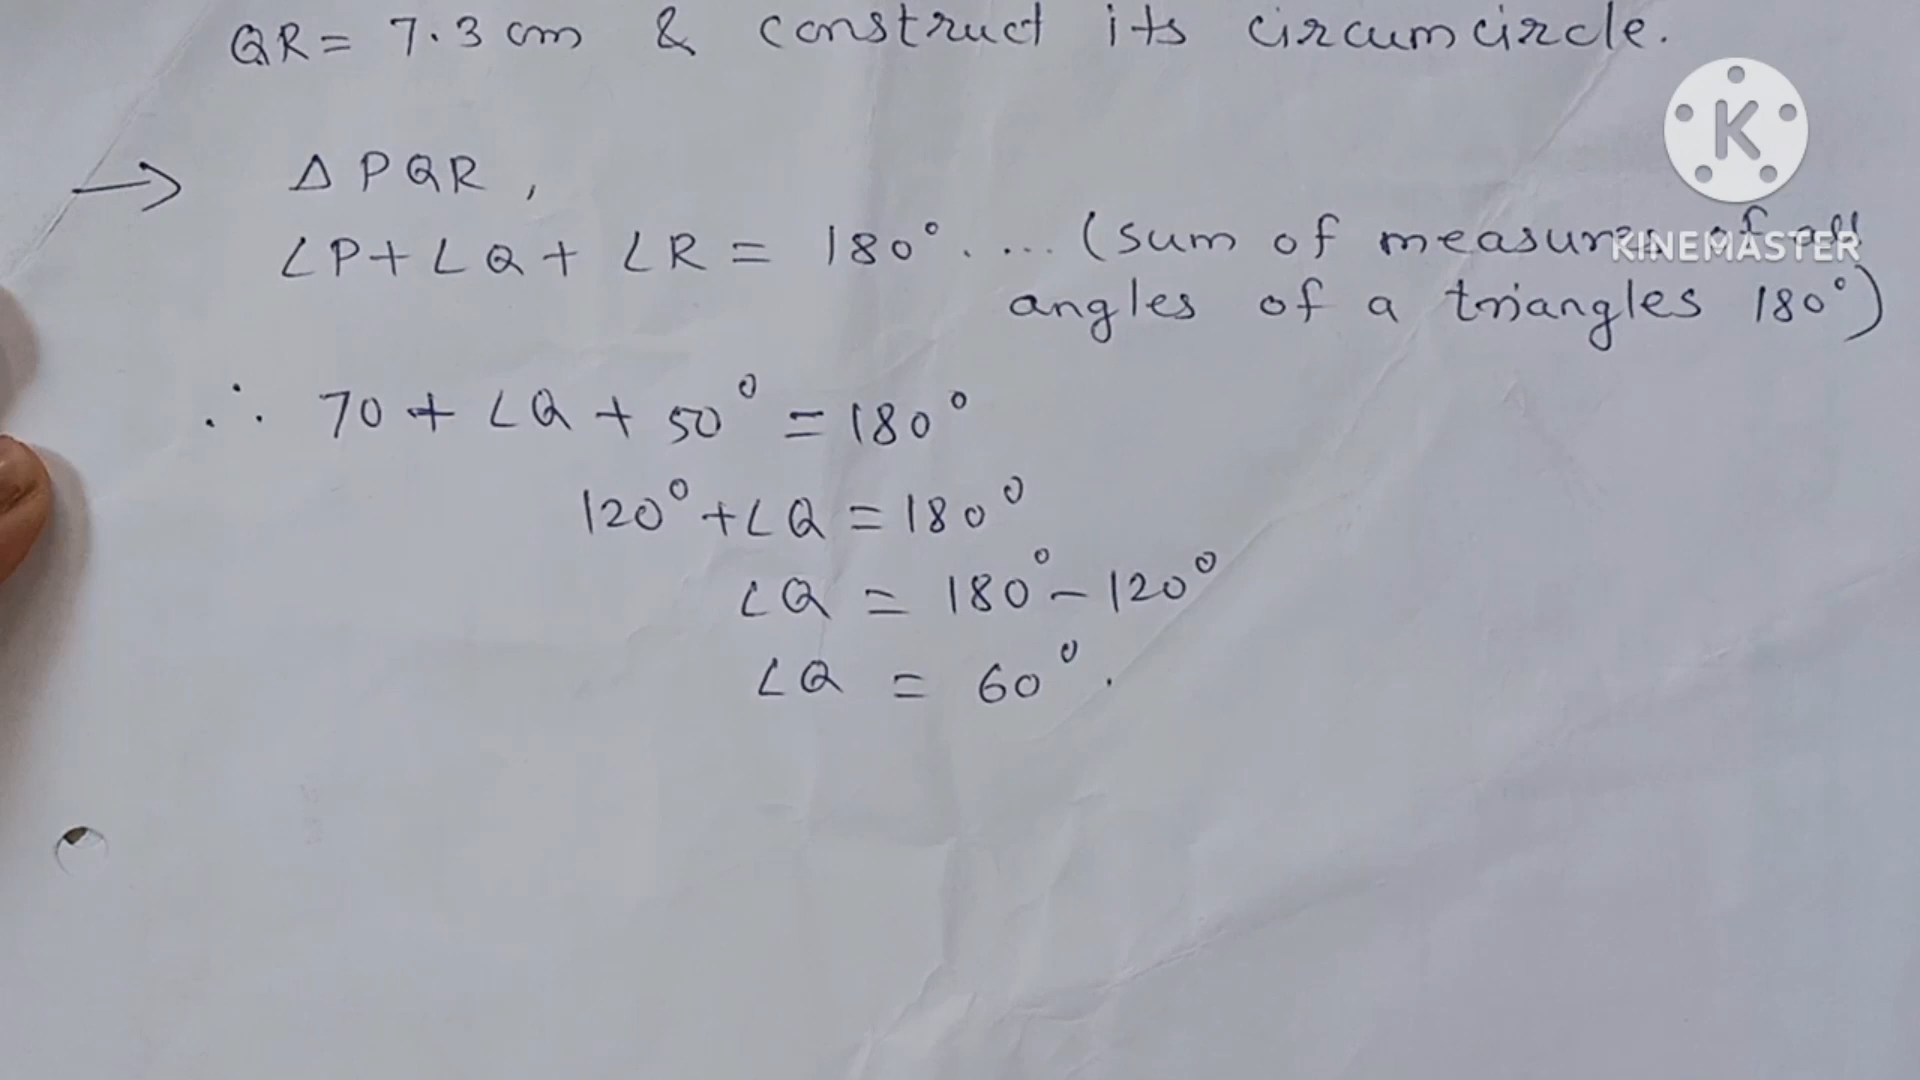 QR = 7.3 cm & construct its circumcircle.
K
→ Δ PQR,
∠P + ∠Q + ∠R = 180°. ... (sum of measures of all
KINEMASTER
angles of a triangles 180°)
∴ 70 + ∠Q + 50° = 180°
120° + ∠Q = 180°
∠Q = 180° - 120°
∠Q = 60°.